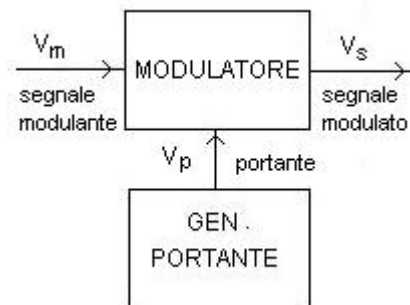 Vm
segnale
modulante
MODULATORE
Vs
segnale
modulato
Vp
portante
GEN.
PORTANTE